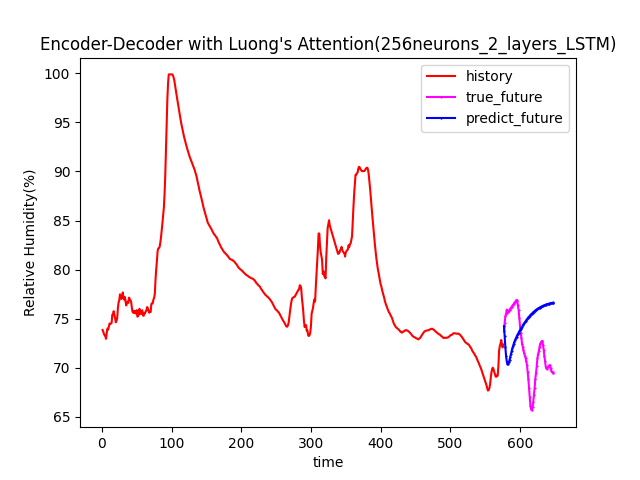 Encoder-Decoder with Luong's Attention(256neurons_2_layers_LSTM)
history
true_future
predict_future
Relative Humidity(%)
100
95
90
85
80
75
70
65
0
100
200
300
400
500
600
time